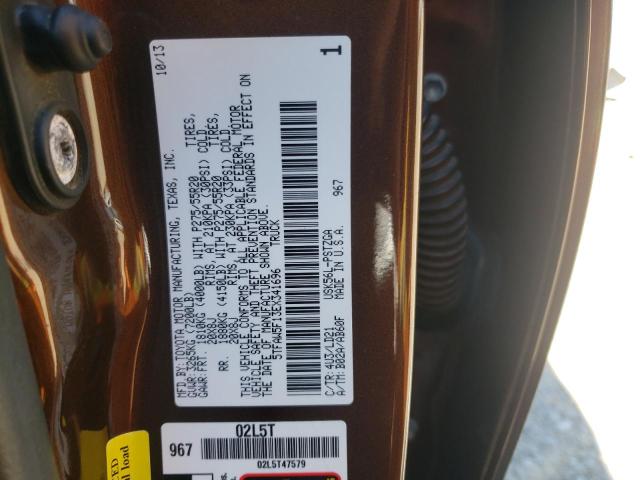 MFD.BY: TOYOTA MOTOR MANUFACTURING, TEXAS, INC. 10/13
GVWR: 3265KG (7200LB)
GAWR: FRT. 1810KG (4000LB) WITH P275/55R20 TIRES,
20X8J RIMS, AT 210KPA (30PSI) COLD.
RR. 1880KG (4150LB) WITH P275/55R20 TIRES,
20X8J RIMS, AT 230KPA (33PSI) COLD.
THIS VEHICLE CONFORMS TO ALL APPLICABLE FEDERAL MOTOR
VEHICLE SAFETY AND THEFT PREVENTION STANDARDS IN EFFECT ON
THE DATE OF MANUFACTURE SHOWN ABOVE.
5TFAW5F13EX341696 TRUCK
1
C/TR: 4V3/LD21 USK56L-PSTZGA 967
A/TM: B02A/AB60F MADE IN U.S.A.
02L5T
967
02L5T47579
load